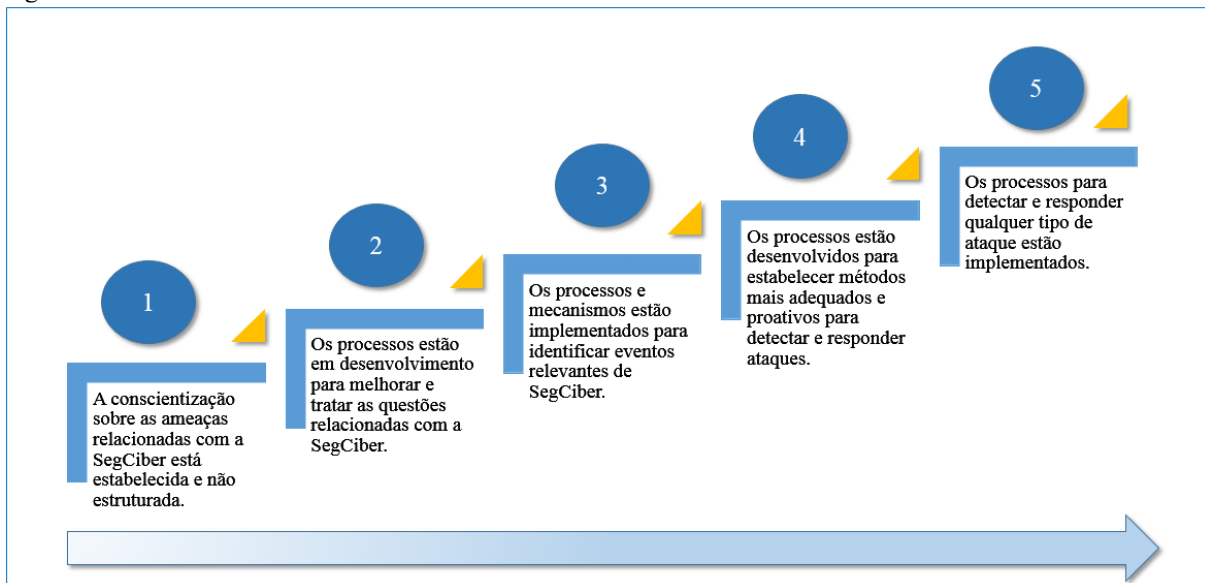 1
A conscientização
sobre as ameaças
relacionadas com a
SegCiber está
estabelecida e não
estruturada.
2
Os processos estão
em desenvolvimento
para melhorar e
tratar as questões
relacionadas com a
SegCiber.
3
Os processos e
mecanismos estão
implementados para
identificar eventos
relevantes de
SegCiber.
4
Os processos estão
desenvolvidos para
estabelecer métodos
mais adequados e
proativos para
detectar e responder
ataques.
5
Os processos para
detectar e responder
qualquer tipo de
ataque estão
implementados.